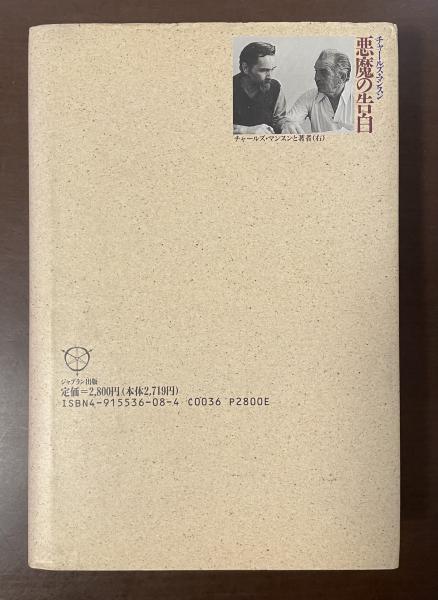 チャールズ・マンスン
悪魔の告白
チャールズ・マンスンと著者(右)
ジャプラン出版
定価=2,800円(本体2,719円)
ISBN4-915536-08-4 C0036 P2800E